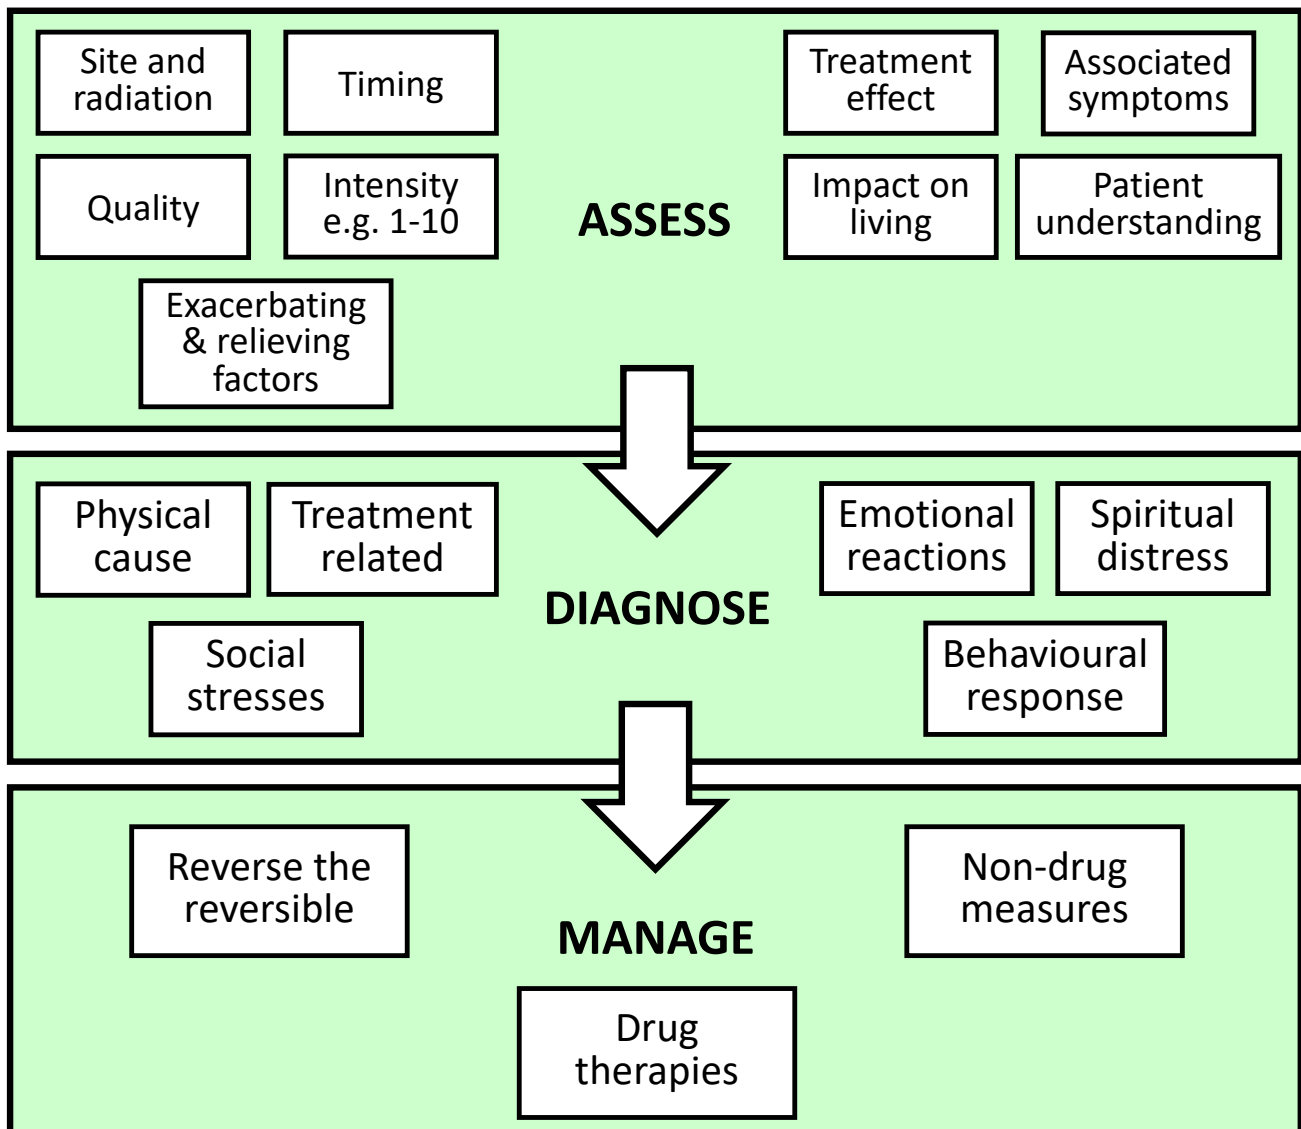 Site and
radiation
Timing
Treatment
effect
Associated
symptoms
Quality
Intensity
e.g. 1-10
ASSESS
Impact on
living
Patient
understanding
Exacerbating
& relieving
factors
Physical
cause
Treatment
related
Emotional
reactions
Spiritual
distress
DIAGNOSE
Social
stresses
Behavioural
response
Reverse the
reversible
Non-drug
measures
MANAGE
Drug
therapies